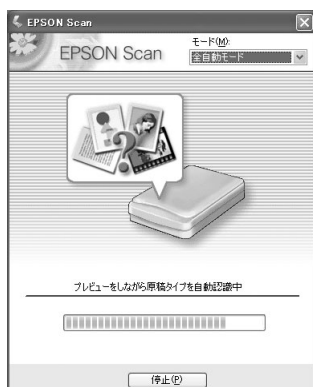 EPSON Scan
EPSON Scan
モード(M):
全自動モード
?
プレビューをしながら原稿タイプを自動認識中
停止(P)